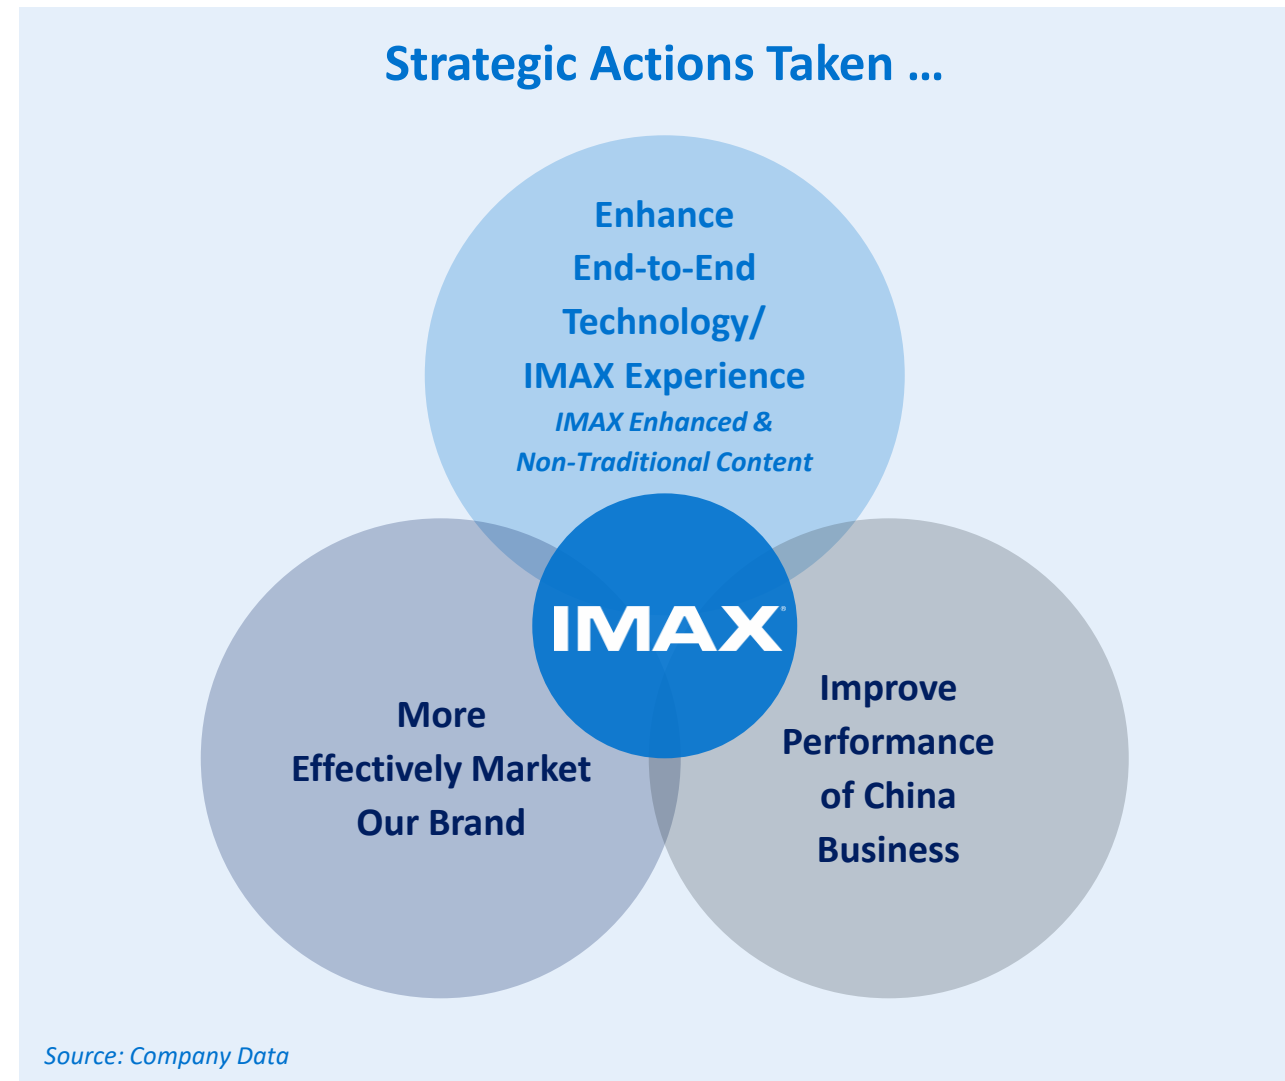 Strategic Actions Taken ...
Enhance
End-to-End
Technology/
IMAX Experience
IMAX Enhanced &
Non-Traditional Content
IMAX®
More
Effectively Market
Our Brand
Improve
Performance
of China
Business
Source: Company Data